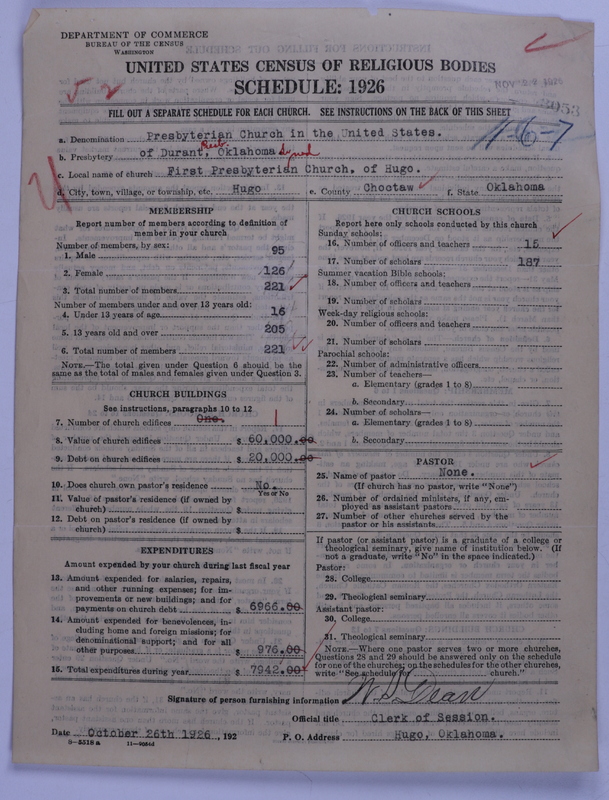 DEPARTMENT OF COMMERCE
BUREAU OF THE CENSUS
WASHINGTON
UNITED STATES CENSUS OF RELIGIOUS BODIES
SCHEDULE: 1926
FILL OUT A SEPARATE SCHEDULE FOR EACH CHURCH. SEE INSTRUCTIONS ON THE BACK OF THIS SHEET
11-6-7
a. Denomination Presbyterian Church in the United States.
b. Presbytery of Durant, Oklahoma Synod
c. Local name of church First Presbyterian Church, of Hugo.
d. City, town, village, or township, etc. Hugo e. County Choctaw f. State Oklahoma
MEMBERSHIP
Report number of members according to definition of
member in your church
Number of members, by sex:
1. Male 95
2. Female 126
3. Total number of members 221
Number of members under and over 13 years old:
4. Under 13 years of age 16
5. 13 years old and over 205
6. Total number of members 221
NOTE.—The total given under Question 6 should be the
same as the total of males and females given under Question 3.
CHURCH BUILDINGS
See instructions, paragraphs 10 to 12
7. Number of church edifices One. 1
8. Value of church edifices $ 60,000.00
9. Debt on church edifices $ 20,000.00
10. Does church own pastor's residence No.
Yes or No
11. Value of pastor's residence (if owned by
church) $
12. Debt on pastor's residence (if owned by
church) $
EXPENDITURES
Amount expended by your church during last fiscal year
13. Amount expended for salaries, repairs,
and other running expenses; for im-
provements or new buildings; and for
payments on church debt $ 6966.00
14. Amount expended for benevolences, in-
cluding home and foreign missions; for
denominational support; and for all
other purposes $ 976.00
15. Total expenditures during year $ 7942.00
CHURCH SCHOOLS
Report here only schools conducted by this church
Sunday schools:
16. Number of officers and teachers 15
17. Number of scholars 187
Summer vacation Bible schools:
18. Number of officers and teachers
19. Number of scholars
Week-day religious schools:
20. Number of officers and teachers
21. Number of scholars
Parochial schools:
22. Number of administrative officers
23. Number of teachers—
a. Elementary (grades 1 to 8)
b. Secondary
24. Number of scholars—
a. Elementary (grades 1 to 8)
b. Secondary
PASTOR
25. Name of pastor None.
(If church has no pastor, write "None")
26. Number of ordained ministers, if any, em-
ployed as assistant pastors
27. Number of other churches served by the
pastor or his assistants
If pastor (or assistant pastor) is a graduate of a college or
theological seminary, give name of institution below. (If
not a graduate, write "No" in the space indicated.)
Pastor:
28. College
29. Theological seminary
Assistant pastor:
30. College
31. Theological seminary
NOTE.—Where one pastor serves two or more churches,
Questions 28 and 29 should be answered only on the schedule
for one of the churches; on the schedules for the other churches,
write "See schedule church."
Signature of person furnishing information W. S. Dean
Official title Clerk of Session.
Date October 26th 1926, 192 P. O. Address Hugo, Oklahoma.
8-5518 a 11-9086d